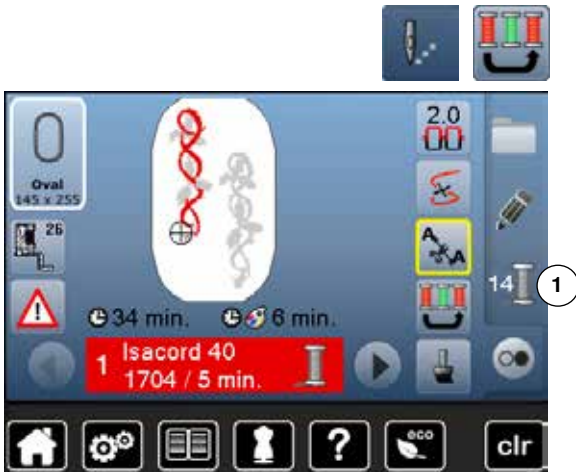 2.0
Oval
145 x 255
26
A
A
14
1
34 min.
6 min.
1 Isacord 40
1704 / 5 min.
?
eco
clr